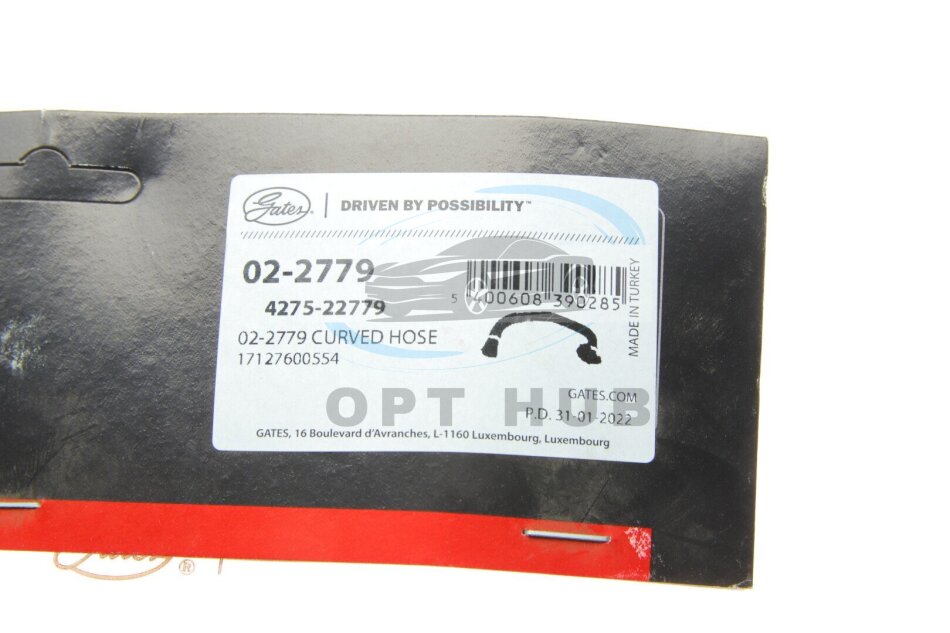 Gates® | DRIVEN BY POSSIBILITY™
02-2779
4275-22779
5 400608 390285
MADE IN TURKEY
02-2779 CURVED HOSE
17127600554
OPT HUB
GATES.COM
P.D. 31-01-2022
GATES, 16 Boulevard d'Avranches, L-1160 Luxembourg, Luxembourg
Gates®